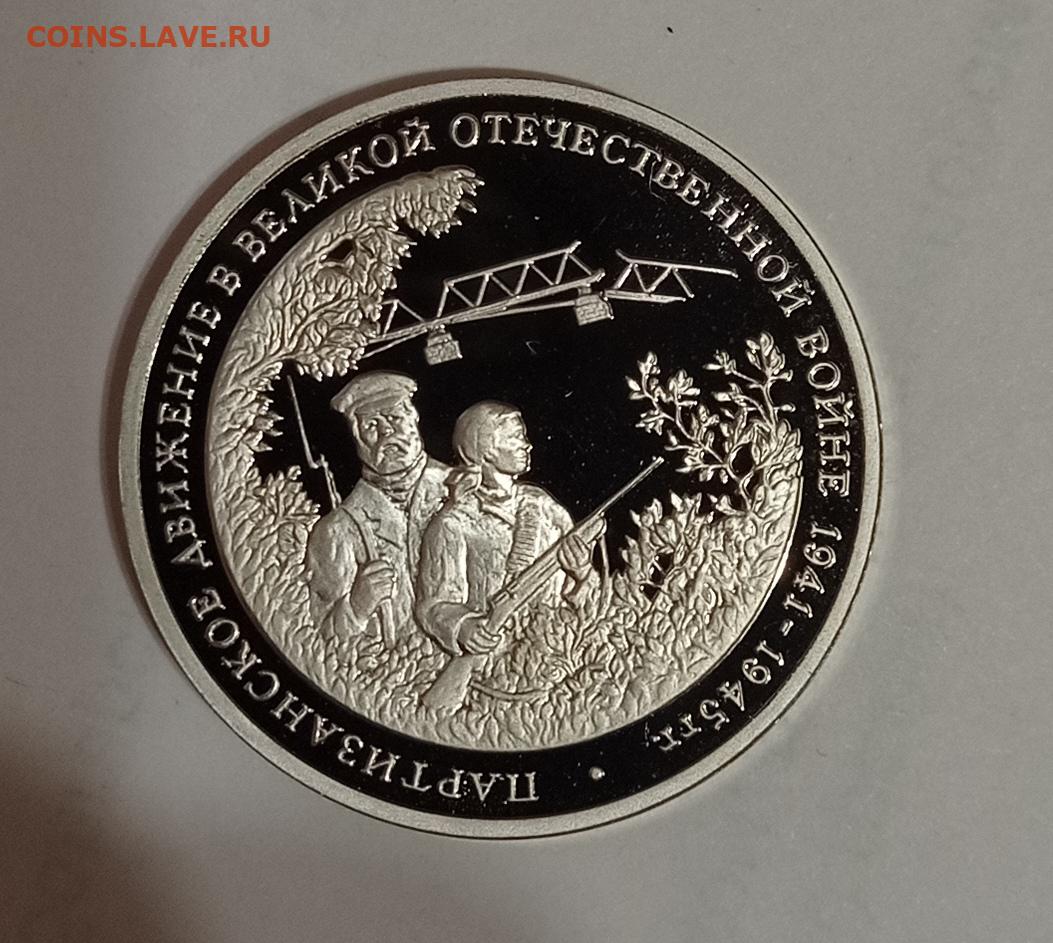 COINS.LAVE.RU
ПАРТИЗАНСКОЕ ДВИЖЕНИЕ В ВЕЛИКОЙ ОТЕЧЕСТВЕННОЙ ВОЙНЕ 1941-1945гг. •